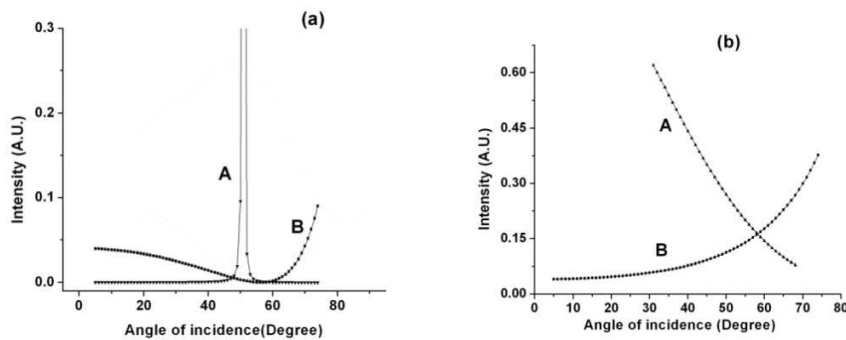 (a)
0.3
0.2
0.1
0.0
Intensity (A.U.)
A
B
0
20
40
60
80
Angle of incidence(Degree)
(b)
0.60
0.45
0.30
0.15
0.00
Intensity (A.U.)
A
B
0 10 20 30 40 50 60 70 80
Angle of incidence (Degree)